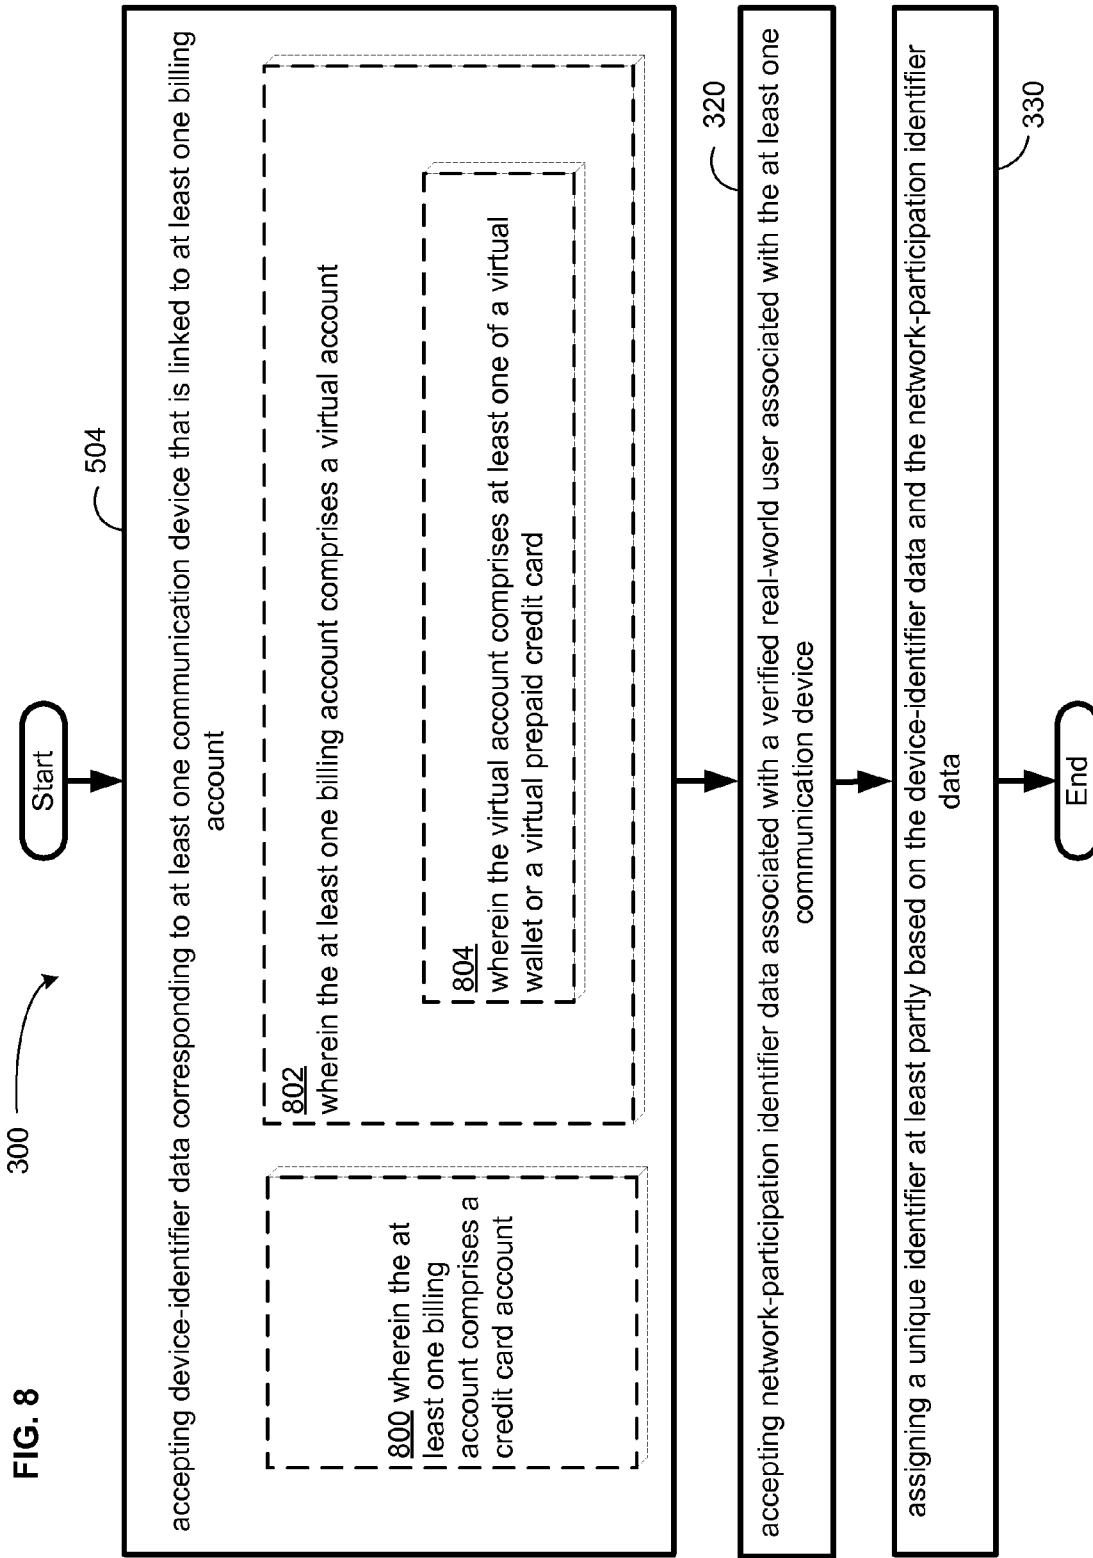 FIG. 8
300
Start
504
accepting device-identifier data corresponding to at least one communication device that is linked to at least one billing
account
800 wherein the at
least one billing
account comprises a
credit card account
802
wherein the at least one billing account comprises a virtual account
804
wherein the virtual account comprises at least one of a virtual
wallet or a virtual prepaid credit card
320
accepting network-participation identifier data associated with a verified real-world user associated with the at least one
communication device
330
assigning a unique identifier at least partly based on the device-identifier data and the network-participation identifier
data
End